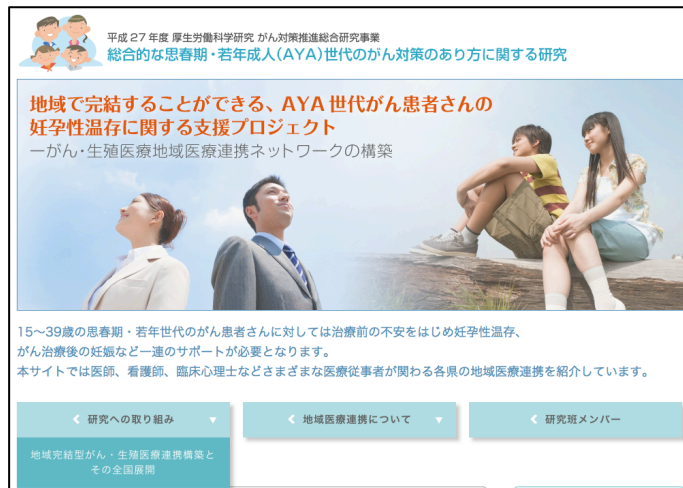 平成27年度 厚生労働科学研究 がん対策推進総合研究事業
総合的な思春期・若年成人(AYA)世代のがん対策のあり方に関する研究
地域で完結することができる、AYA世代がん患者さんの
妊孕性温存に関する支援プロジェクト
ーがん・生殖医療地域医療連携ネットワークの構築
15〜39歳の思春期・若年世代のがん患者さんに対しては治療前の不安をはじめ妊孕性温存、
がん治療後の妊娠など一連のサポートが必要となります。
本サイトでは医師、看護師、臨床心理士などさまざまな医療従事者が関わる各県の地域医療連携を紹介しています。
研究への取り組み
地域医療連携について
研究班メンバー
地域完結型がん・生殖医療連携構築と
その全国展開